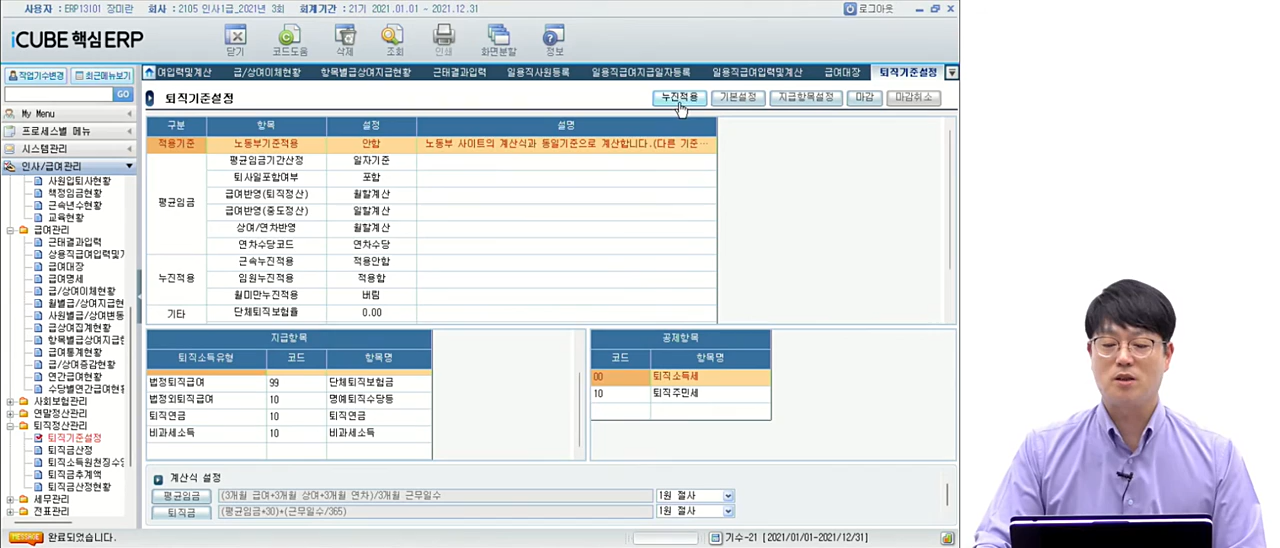 사용자 : ERP13101 장미란 회사 : 2105 인사1급_2021년 3회 회계기간 : 21기 2021.01.01 ~ 2021.12.31 로그아웃
iCUBE 핵심ERP
닫기 코드도움 삭제 조회 인쇄 화면분할 정보
작업기수변경 최근메뉴보기
여입력및계산 급/상여이체현황 항목별급상여지급현황 근태결과입력 일용직사원등록 일용직급여지급일자등록 일용직급여입력및계산 급여대장 퇴직기준설정
GO
퇴직기준설정
누진적용 기본설정 지급항목설정 마감 마감취소
My Menu
프로세스별 메뉴
시스템관리
인사/급여관리
사원입퇴사현황
책정임금현황
근속년수현황
교육현황
급여관리
근태결과입력
상용직급여입력및
급여대장
급여명세
급/상여이체현황
월별급/상여지급현
사원별급/상여변동
급상여집계현황
항목별급상여지급현
급여통계현황
급/상여증감현황
연간급여현황
수당별연간급여현
사회보험관리
연말정산관리
퇴직정산관리
퇴직기준설정
퇴직금산정
퇴직소득원천징수영
퇴직금추계액
퇴직금산정현황
세무관리
전표관리
구분 항목 설정 설명
적용기준 노동부기준적용 안함 노동부 사이트의 계산식과 동일기준으로 계산합니다.(다른 기준…
평균임금 평균임금기간산정 일자기준
퇴사일포함여부 포함
급여반영(퇴직정산) 월할계산
급여반영(중도정산) 일할계산
상여/연차반영 월할계산
연차수당코드 연차수당
누진적용 근속누진적용 적용안함
임원누진적용 적용함
월미만누진적용 버림
기타 단체퇴직보험률 0.00
지급항목
퇴직소득유형 코드 항목명
법정퇴직급여 99 단체퇴직보험금
법정외퇴직급여 10 명예퇴직수당등
퇴직연금 10 퇴직연금
비과세소득 10 비과세소득
공제항목
코드 항목명
00 퇴직소득세
10 퇴직주민세
계산식 설정
평균임금 (3개월 급여+3개월 상여+3개월 연차)/3개월 근무일수 1원 절사
퇴직금 (평균임금*30)*(근무일수/365) 1원 절사
MESSAGE 완료되었습니다.
기수-21 [2021/01/01-2021/12/31]